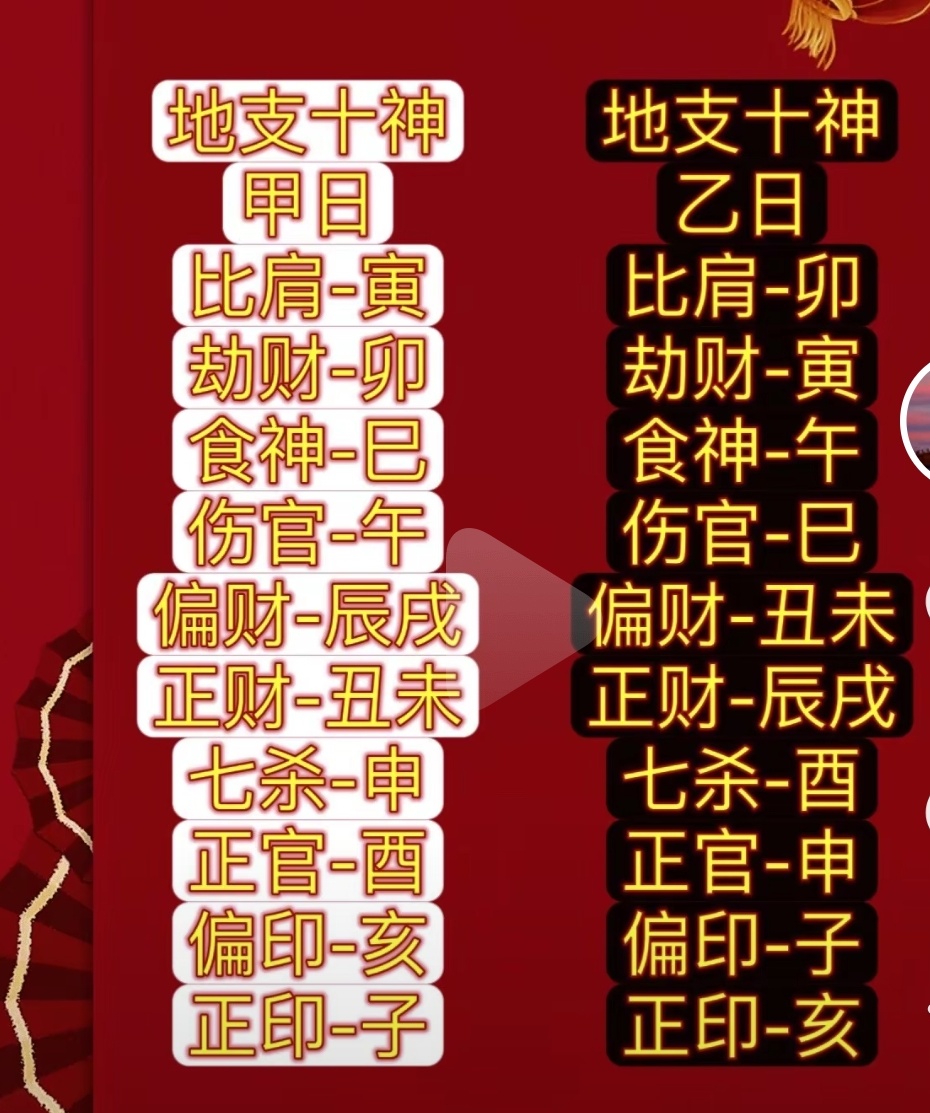 地支十神
甲日
比肩-寅
劫财-卯
食神-巳
伤官-午
偏财-辰戌
正财-丑未
七杀-申
正官-酉
偏印-亥
正印-子
地支十神
乙日
比肩-卯
劫财-寅
食神-午
伤官-巳
偏财-丑未
正财-辰戌
七杀-酉
正官-申
偏印-子
正印-亥